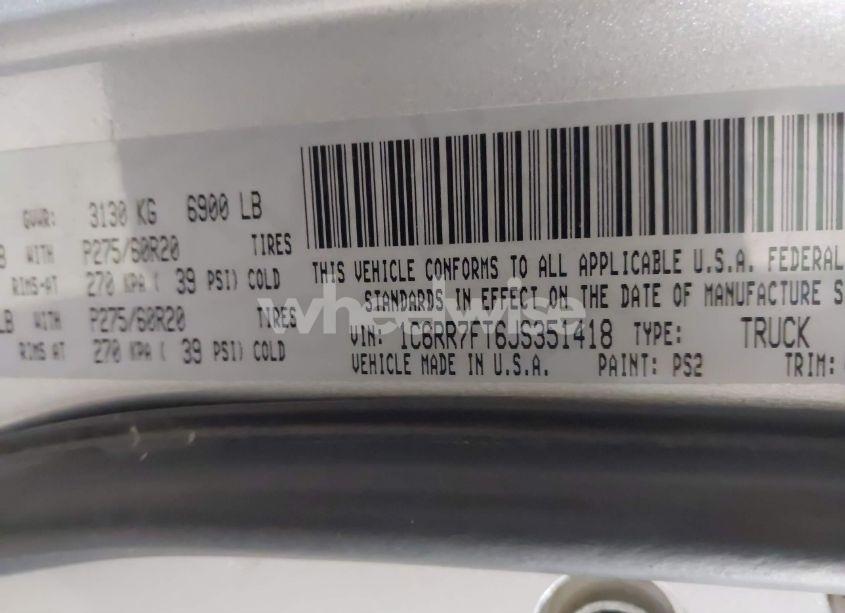 GVWR: 3130 KG 6900 LB
B WITH P275/60R20 TIRES
RIMS-AT 270 KPA ( 39 PSI) COLD
LB WITH P275/60R20 TIRES
RIMS AT 270 KPA ( 39 PSI) COLD
THIS VEHICLE CONFORMS TO ALL APPLICABLE U.S.A. FEDERAL
STANDARDS IN EFFECT ON THE DATE OF MANUFACTURE S
VIN: 1C6RR7FT6JS351418 TYPE: TRUCK
VEHICLE MADE IN U.S.A. PAINT: PS2 TRIM:
wheelwise